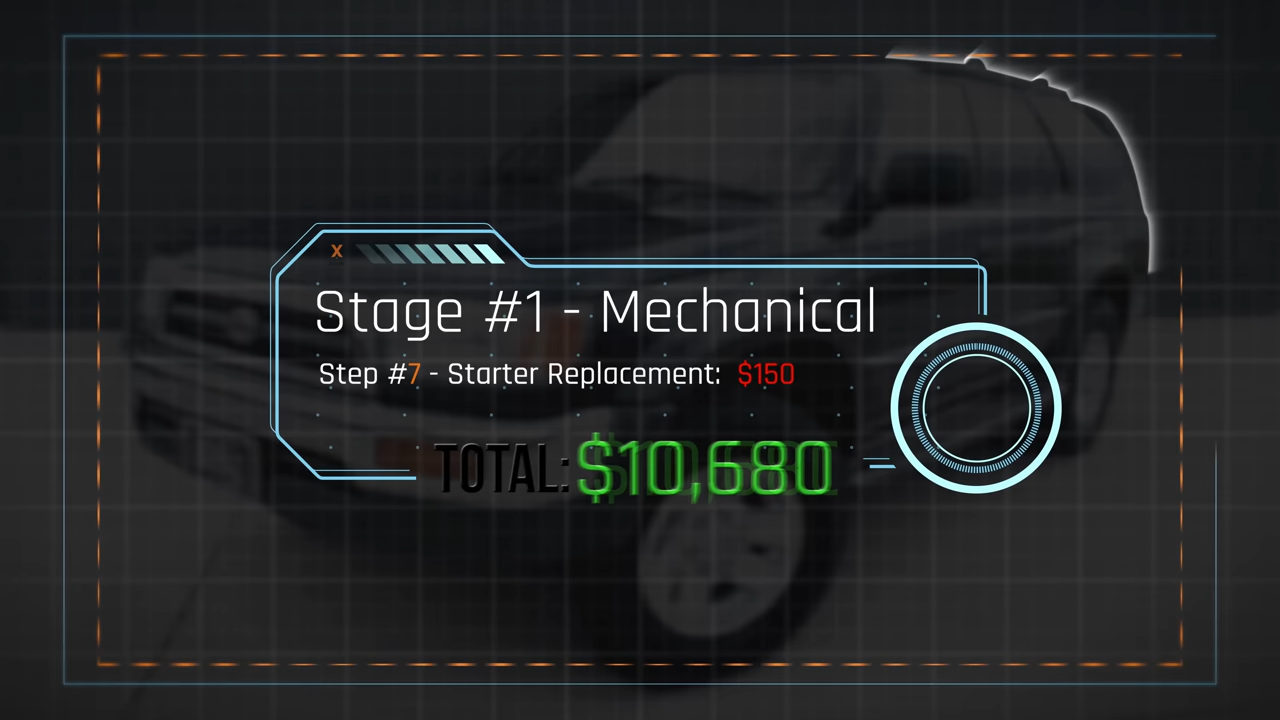 x
Stage #1 - Mechanical
Step #7 - Starter Replacement: $150
TOTAL: $10,680